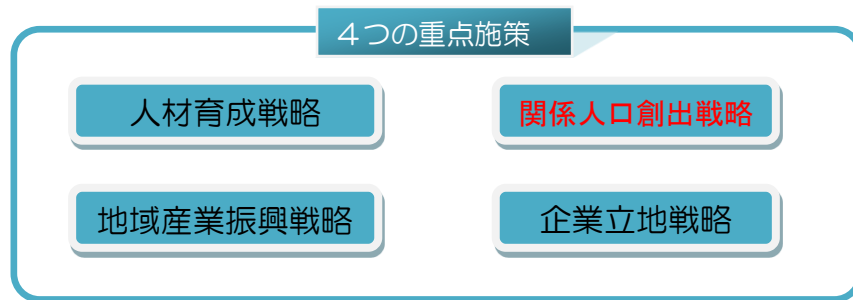 ４つの重点施策
人材育成戦略
関係人口創出戦略
地域産業振興戦略
企業立地戦略